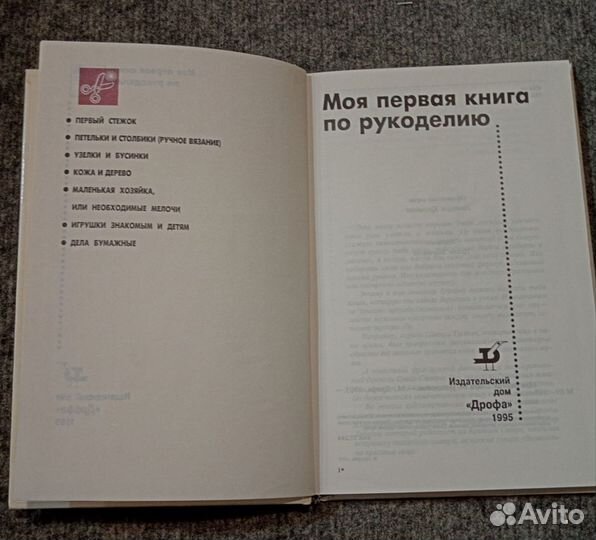 ПЕРВЫЙ СТЕЖОК
ПЕТЕЛЬКИ И СТОЛБИКИ (РУЧНОЕ ВЯЗАНИЕ)
УЗЕЛКИ И БУСИНКИ
КОЖА И ДЕРЕВО
МАЛЕНЬКАЯ ХОЗЯЙКА,
ИЛИ НЕОБХОДИМЫЕ МЕЛОЧИ
ИГРУШКИ ЗНАКОМЫМ И ДЕТЯМ
ДЕЛА БУМАЖНЫЕ
Моя первая книга
по рукоделию
Издательский
дом
«Дрофа»
1995
1*
Avito